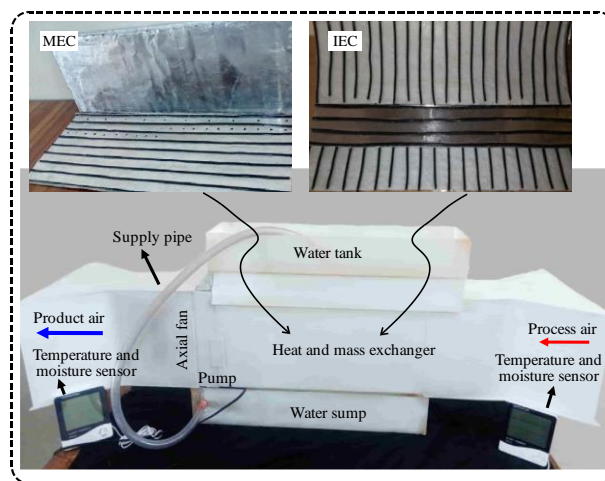 MEC
IEC
Supply pipe
Water tank
Product air
Axial fan
Process air
Temperature and
moisture sensor
Heat and mass exchanger
Temperature and
moisture sensor
Pump
Water sump